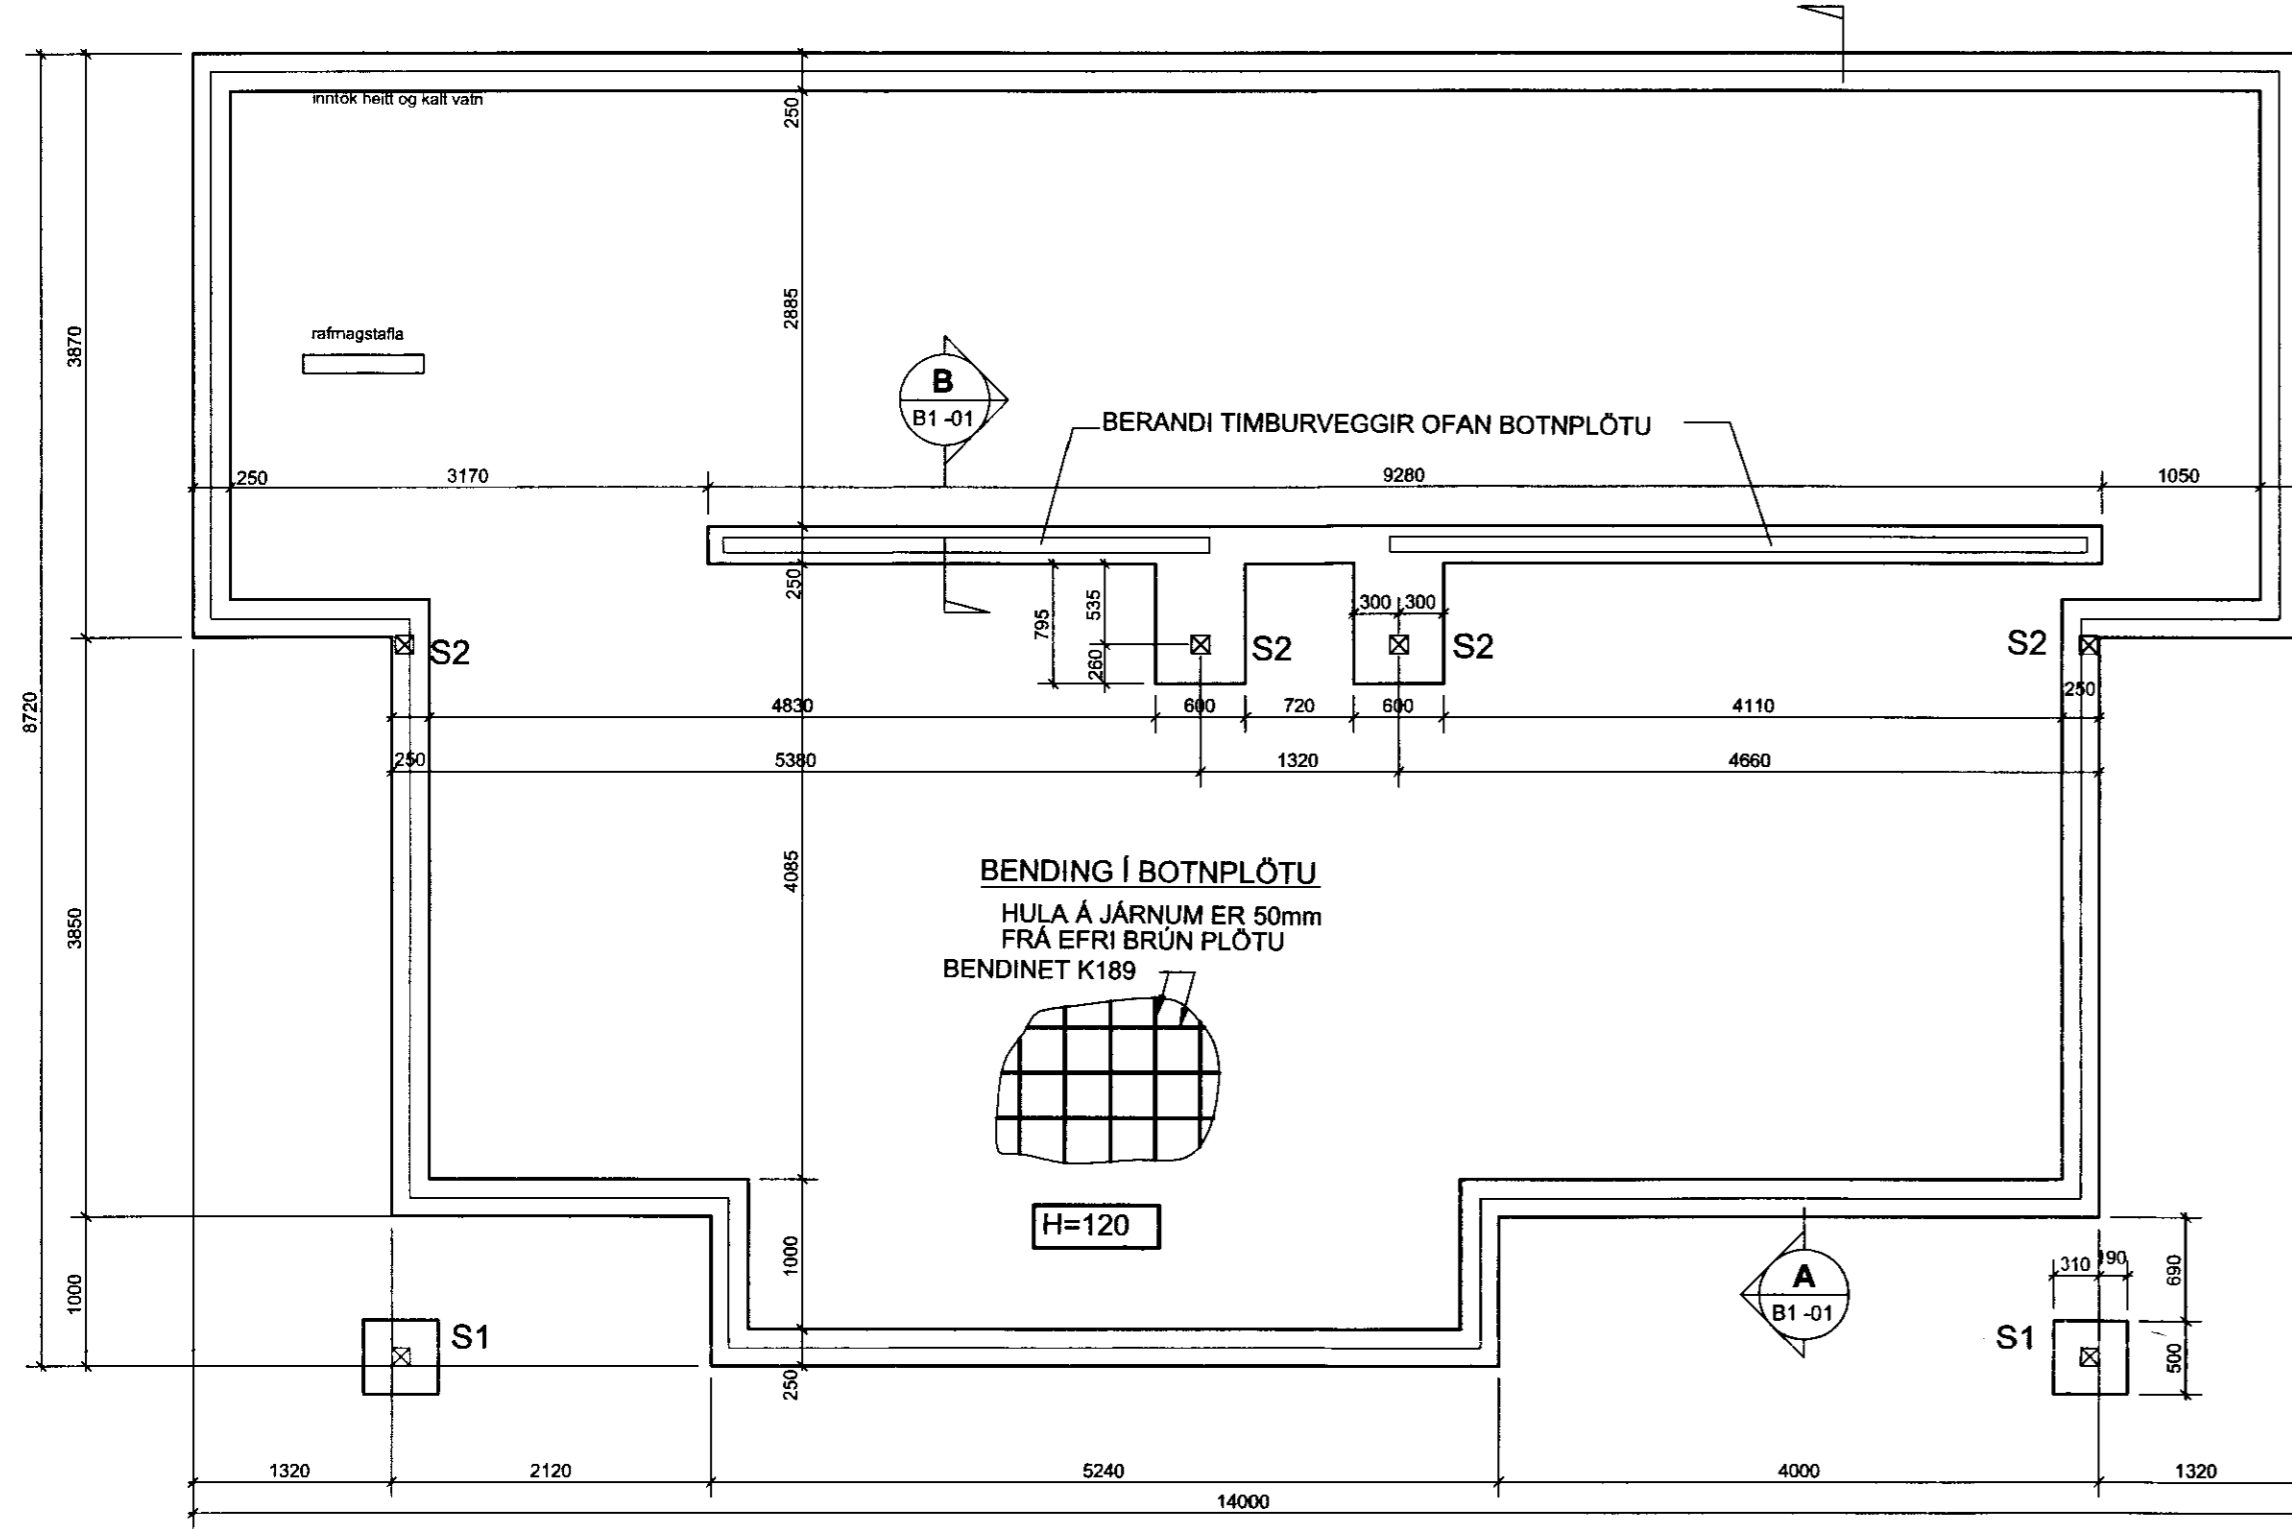 inntök heitt og kalt vatn
250
2885
3870
rafmagstafla
B
B1 -01
BERANDI TIMBURVEGGIR OFAN BOTNPLÖTU
250
3170
9280
1050
250
795
535
260
300
300
S2
S2
S2
S2
8720
4830
600
720
600
4110
250
250
5380
1320
4660
4085
BENDING Í BOTNPLÖTU
HULA Á JÁRNUM ER 50mm
FRÁ EFRI BRÚN PLÖTU
BENDINET K189
3850
H=120
1000
1000
A
B1 -01
310
190
690
S1
S1
500
250
1320
2120
5240
4000
1320
14000